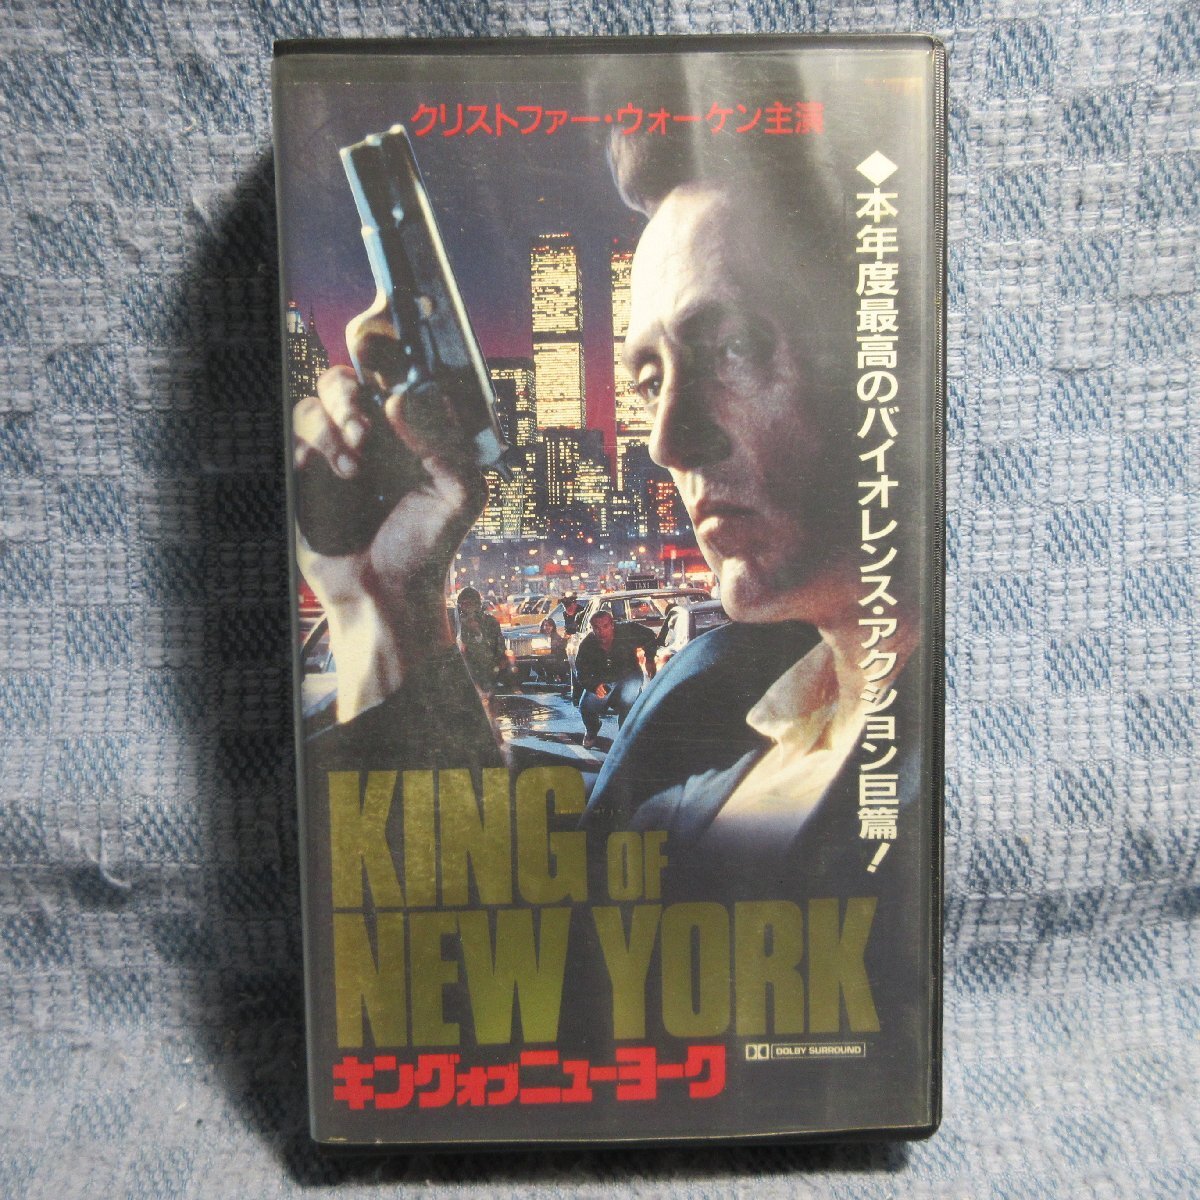 クリストファー・ウォーケン主演
◆本年度最高のバイオレンス・アクション巨篇!
TAXI
KING OF
NEW YORK
キングオブニューヨーク
DOLBY SURROUND